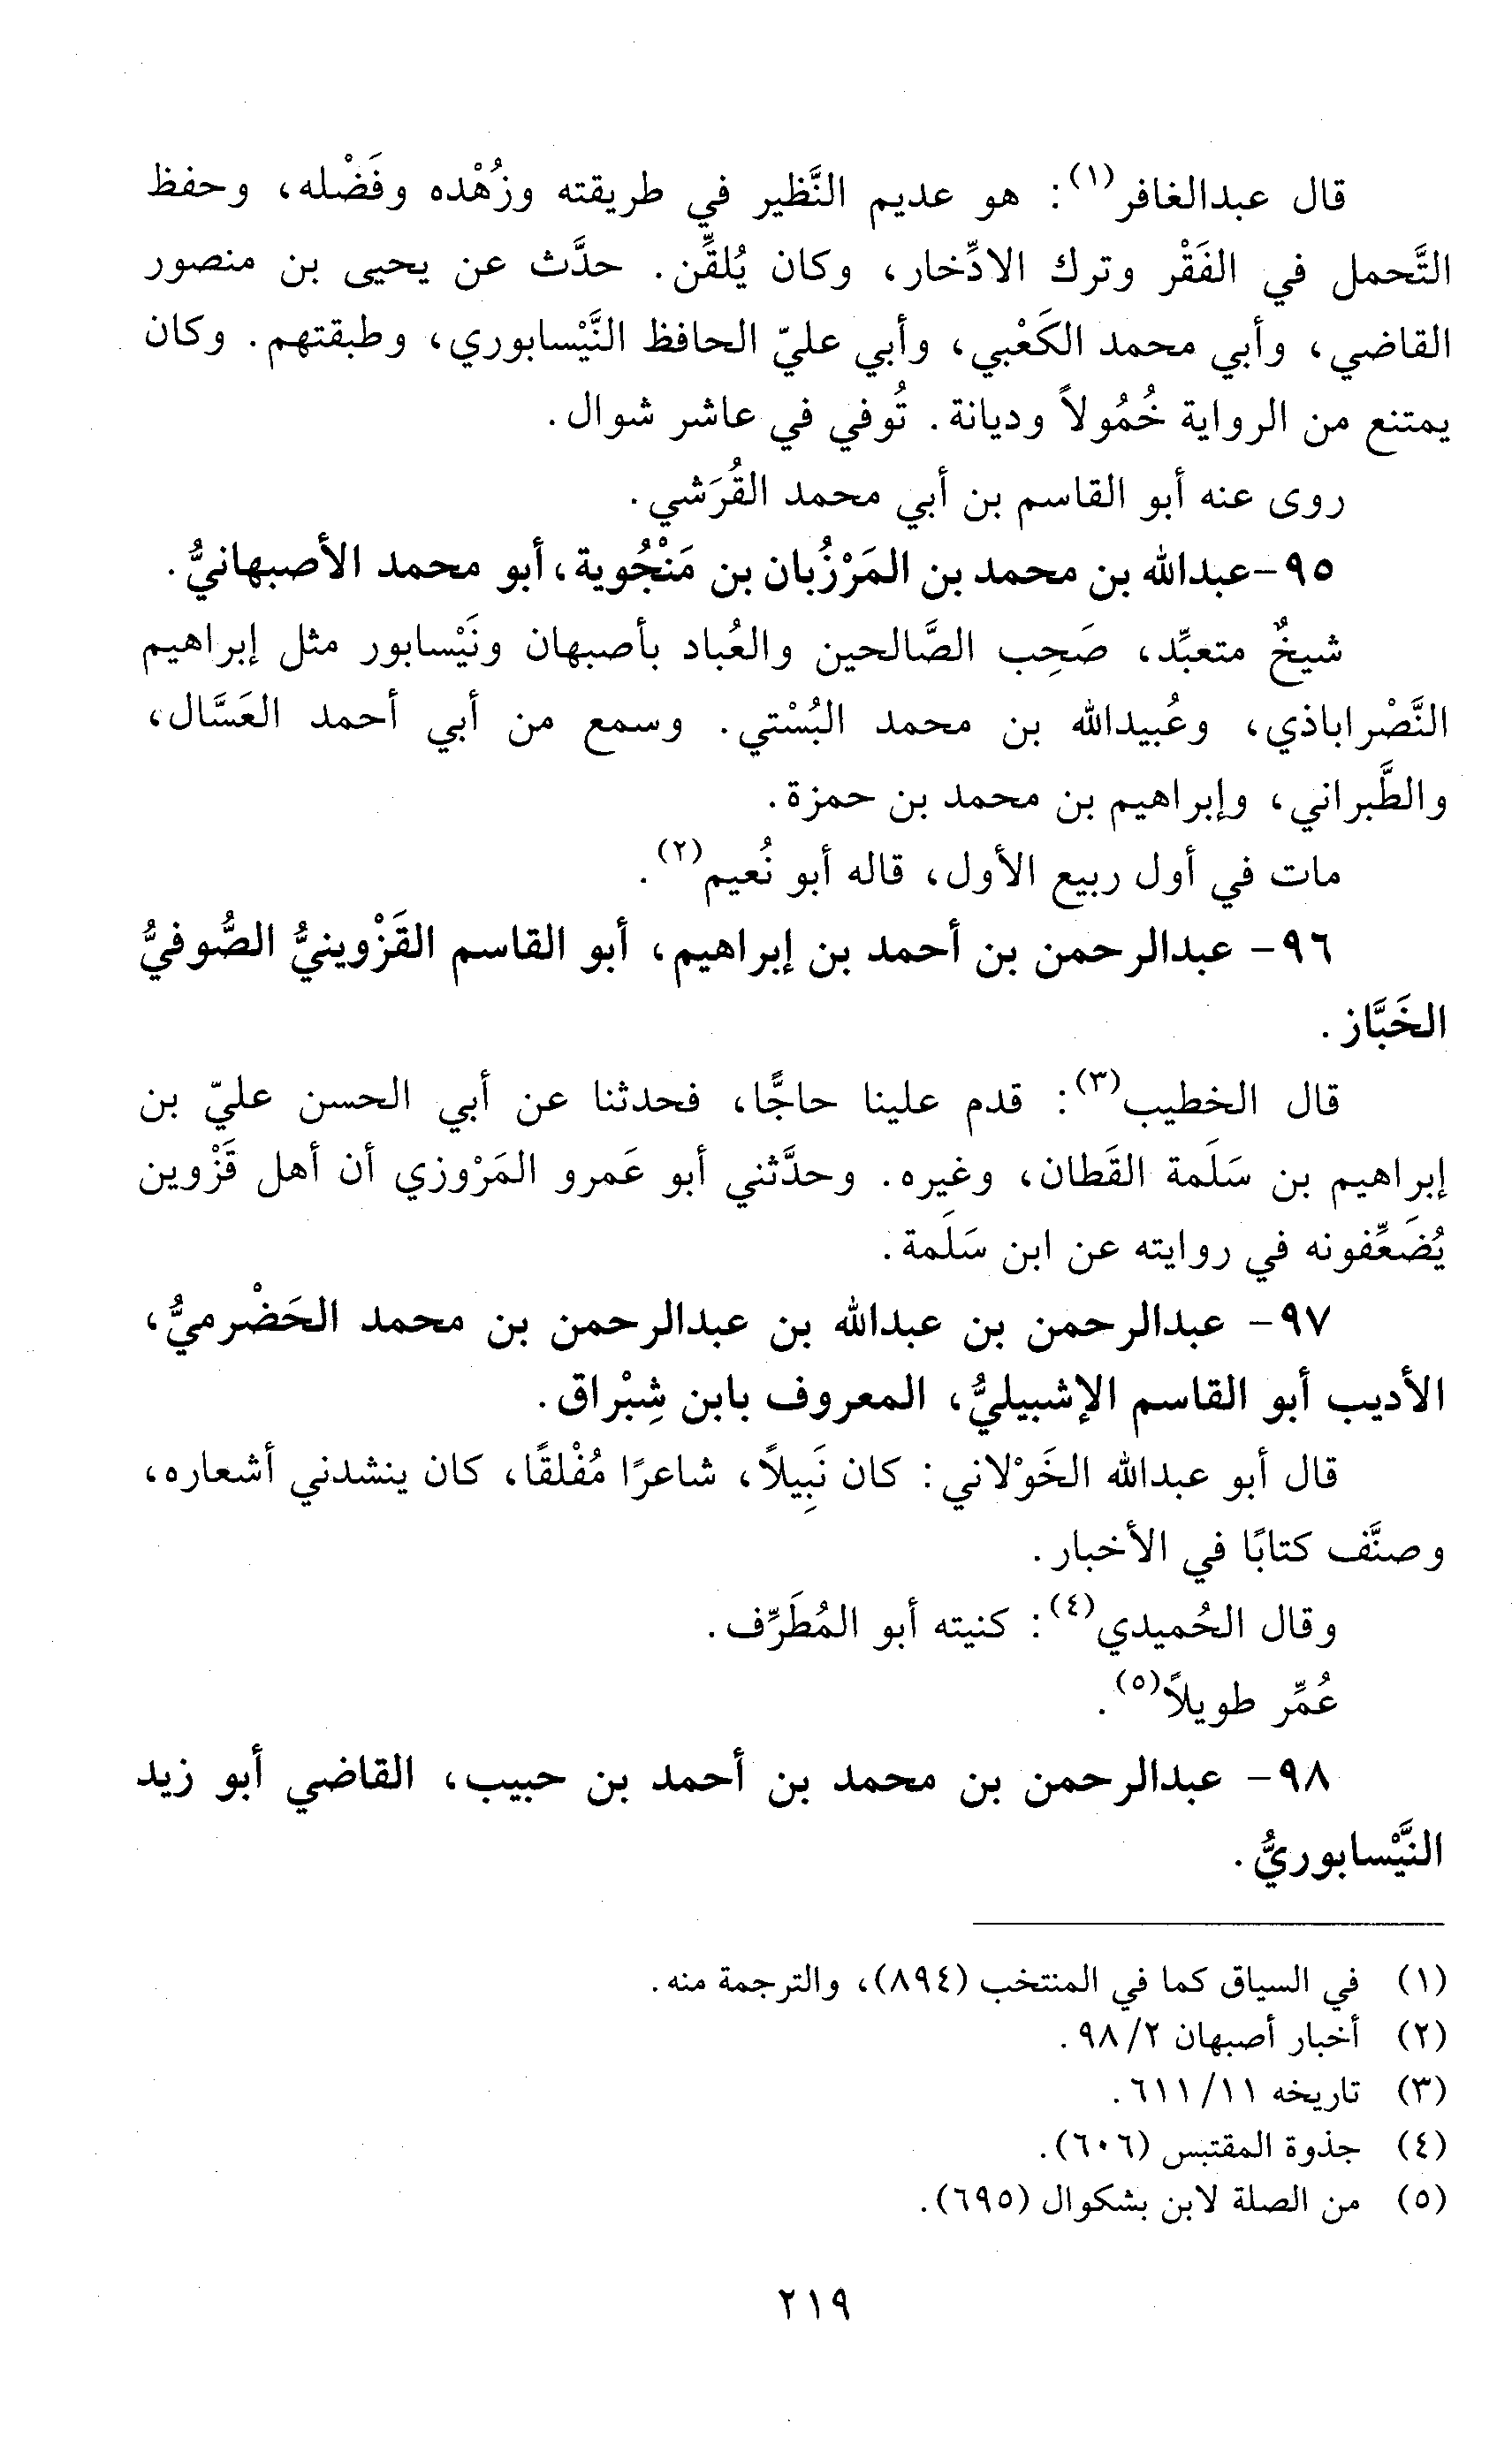 قال عبدالغافر(١): هو عديم النَّظير في طريقته وزُهْده وفَضْله، وحفظ
التَّحمل في الفَقْر وترك الادِّخار، وكان يُلقِّن. حدَّث عن يحيى بن منصور
القاضي، وأبي محمد الكَعْبي، وأبي عليّ الحافظ النَّيْسابوري، وطبقتهم. وكان
يمتنع من الرواية خُمُولاً وديانة. تُوفي في عاشر شوال.
روى عنه أبو القاسم بن أبي محمد القُرَشي.
٩٥-عبدالله بن محمد بن المَرْزُبان بن مَنْجُوية، أبو محمد الأصبهانيُّ.
شيخٌ متعبِّد، صَحِب الصَّالحين والعُباد بأصبهان ونَيْسابور مثل إبراهيم
النَّصْراباذي، وعُبيدالله بن محمد البُسْتي. وسمع من أبي أحمد العَسَّال،
والطَّبراني، وإبراهيم بن محمد بن حمزة.
مات في أول ربيع الأول، قاله أبو نُعيم(٢).
٩٦- عبدالرحمن بن أحمد بن إبراهيم، أبو القاسم القَزْوينيُّ الصُّوفيُّ
الخَبَّاز.
قال الخطيب(٣): قدم علينا حاجًّا، فحدثنا عن أبي الحسن عليّ بن
إبراهيم بن سَلَمة القَطان، وغيره. وحدَّثني أبو عَمرو المَرْوزي أن أهل قَزْوين
يُضَعِّفونه في روايته عن ابن سَلَمة.
٩٧- عبدالرحمن بن عبدالله بن عبدالرحمن بن محمد الحَضْرميُّ،
الأديب أبو القاسم الإشبيليُّ، المعروف بابن شِبْراق.
قال أبو عبدالله الخَوْلاني: كان نَبِيلاً، شاعرًا مُفْلقًا، كان ينشدني أشعاره،
وصنَّف كتابًا في الأخبار.
وقال الحُميدي(٤): كنيته أبو المُطَرِّف.
عُمِّر طويلاً(٥).
٩٨- عبدالرحمن بن محمد بن أحمد بن حبيب، القاضي أبو زيد
النَّيْسابوريُّ.
(١) في السياق كما في المنتخب (٨٩٤)، والترجمة منه.
(٢) أخبار أصبهان ٢/ ٩٨.
(٣) تاريخه ١١/ ٦١١.
(٤) جذوة المقتبس (٦٠٦).
(٥) من الصلة لابن بشكوال (٦٩٥).
٢١٩